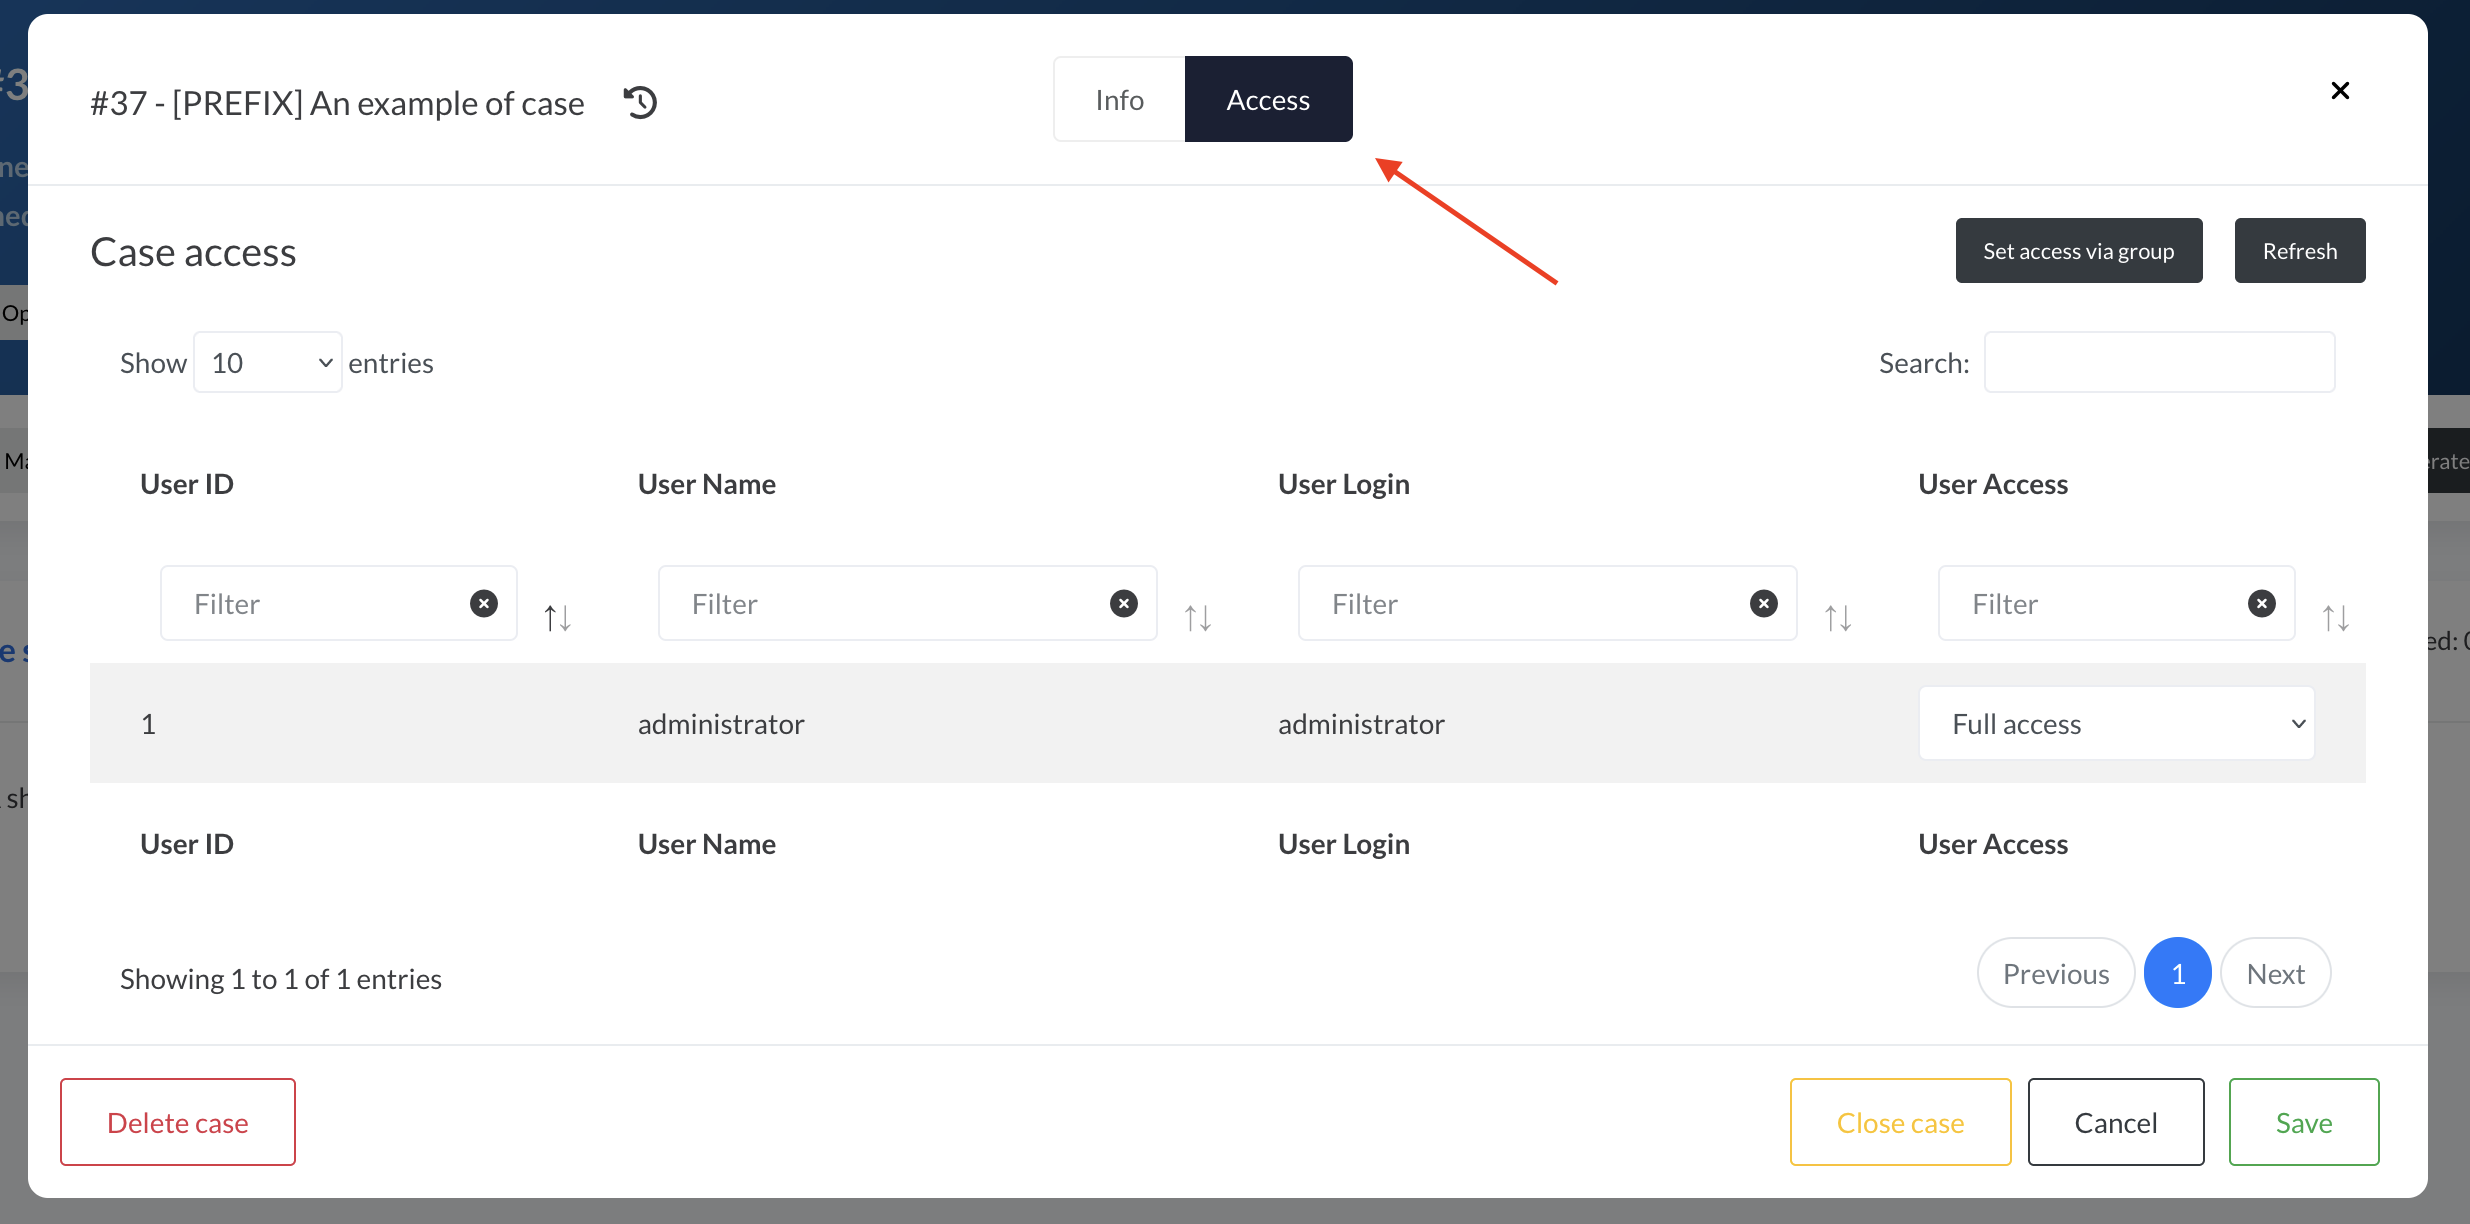 #37 - [PREFIX] An example of case
Info
Access
Case access
Set access via group
Refresh
Show 10 entries
Search:
User ID
User Name
User Login
User Access
Filter
Filter
Filter
Filter
1
administrator
administrator
Full access
User ID
User Name
User Login
User Access
Showing 1 to 1 of 1 entries
Previous
1
Next
Delete case
Close case
Cancel
Save